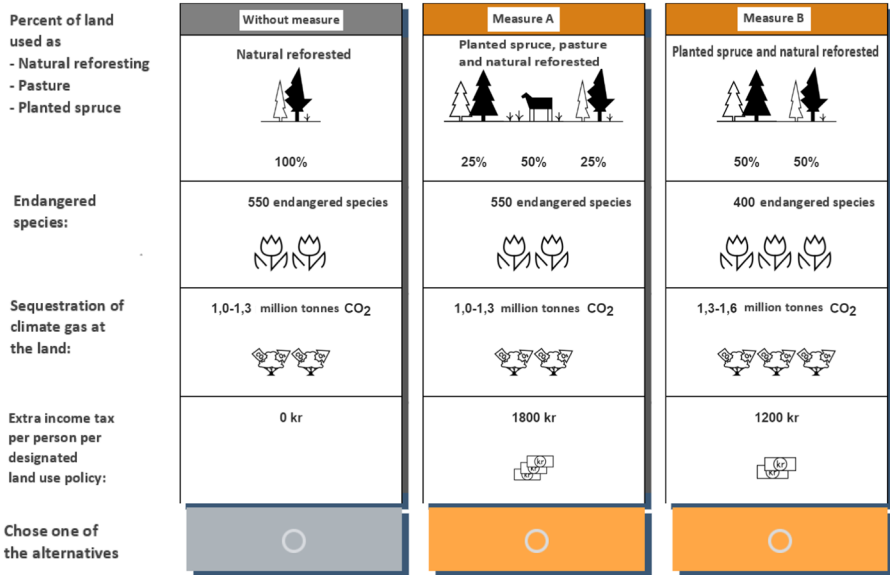 Percent of land
used as
- Natural reforesting
- Pasture
- Planted spruce
Without measure
Natural reforested
100%
Measure A
Planted spruce, pasture
and natural reforested
25% 50% 25%
Measure B
Planted spruce and natural reforested
50% 50%
Endangered
species:
550 endangered species
550 endangered species
400 endangered species
Sequestration of
climate gas at
the land:
1,0-1,3 million tonnes CO2
1,0-1,3 million tonnes CO2
1,3-1,6 million tonnes CO2
Extra income tax
per person per
designated
land use policy:
0 kr
1800 kr
kr
kr
1200 kr
kr
kr
Chose one of
the alternatives